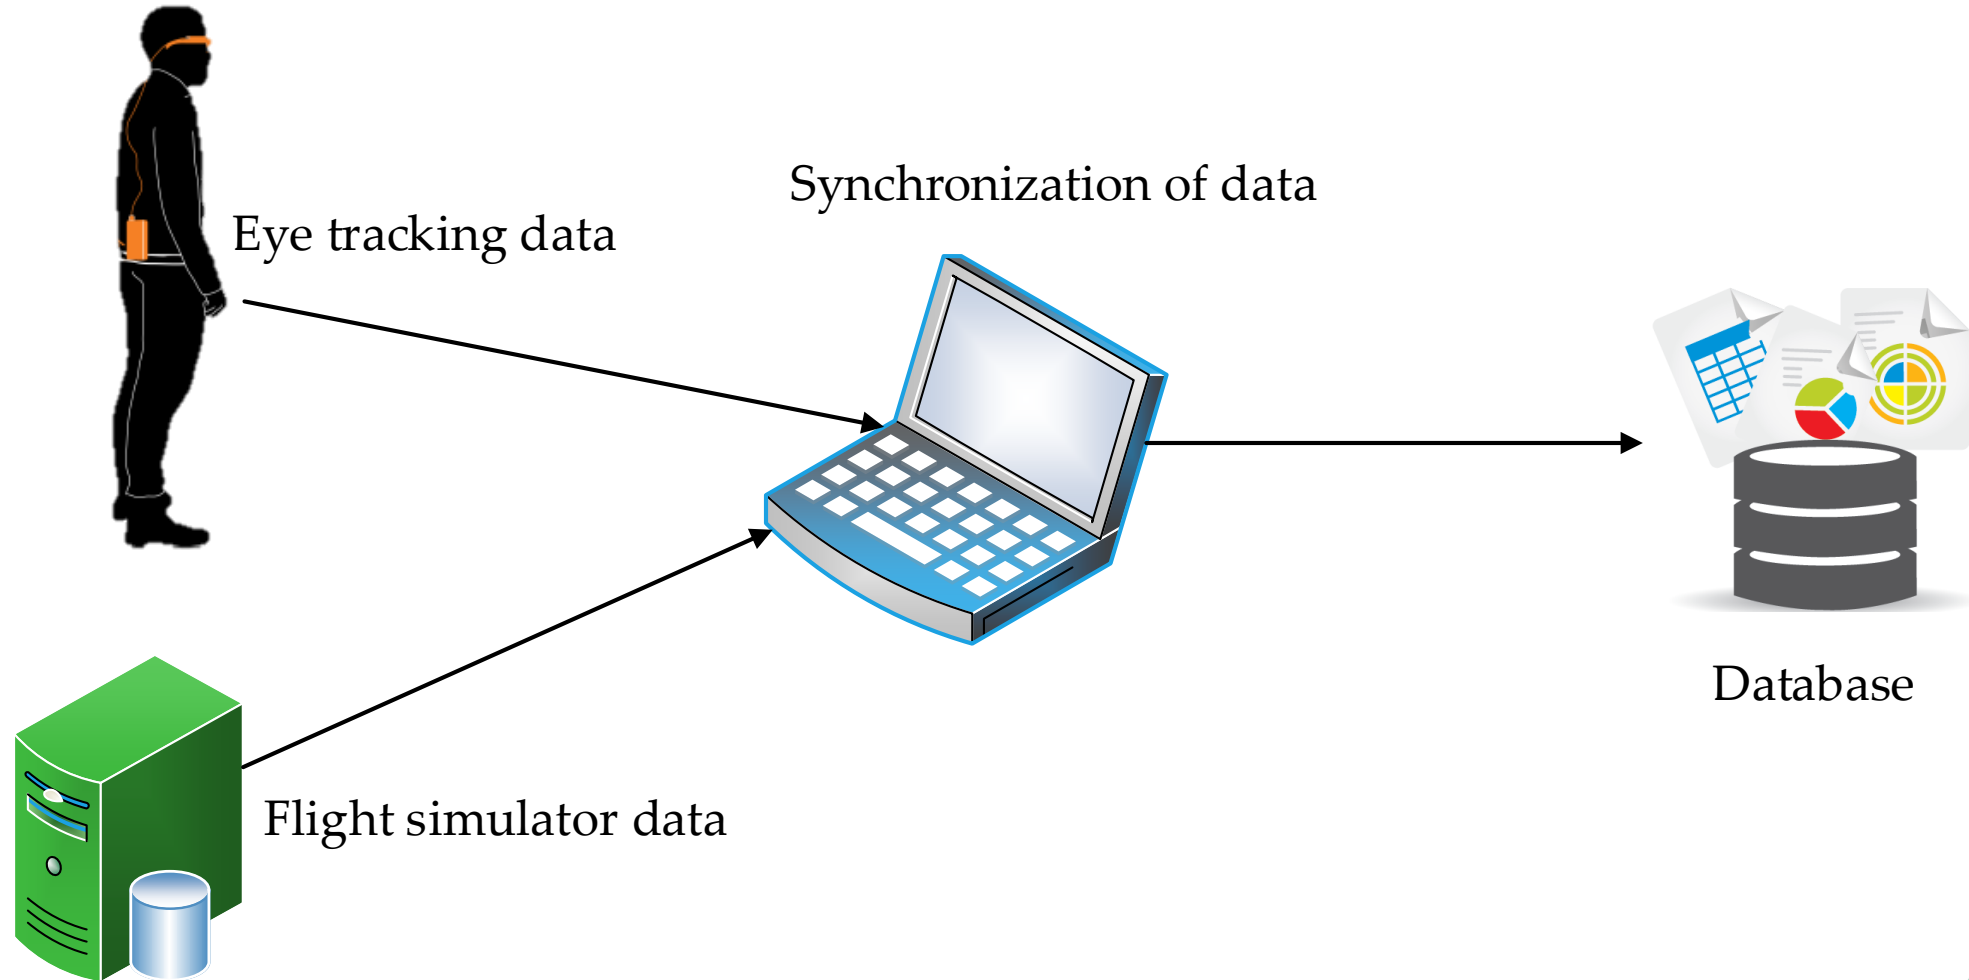 Synchronization of data
Eye tracking data
Database
Flight simulator data